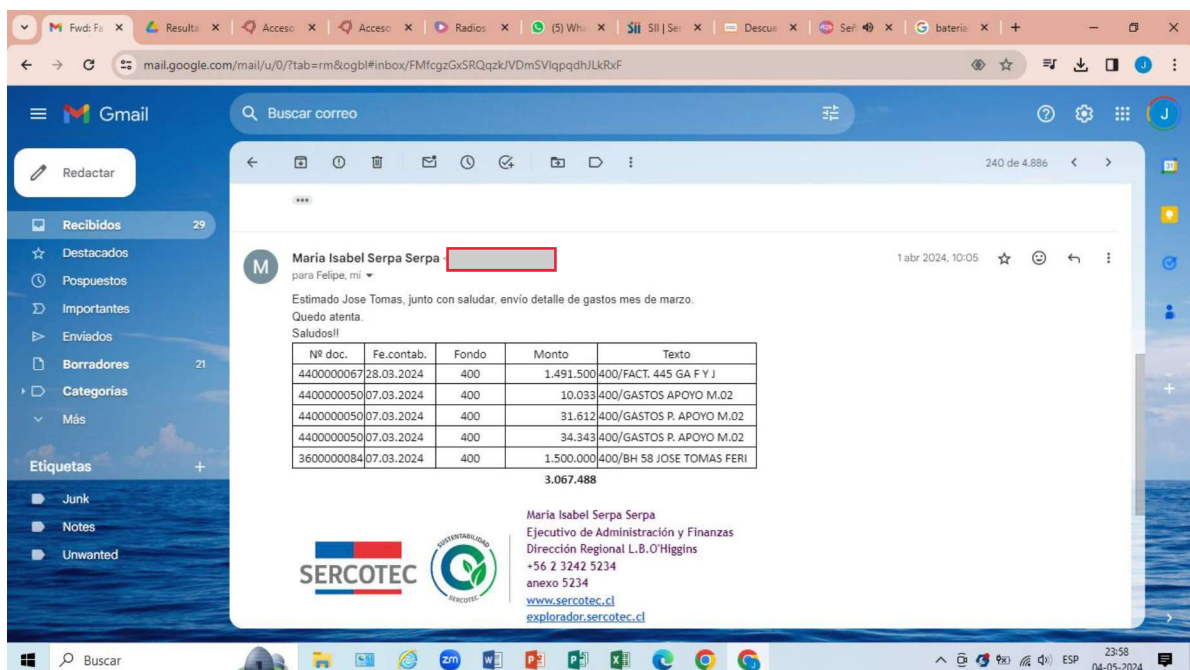 Fwd: Fa
Resulta
Acceso
Acceso
Radios
(5) Wha
SII | Ser
Descue
Señ
bateria
mail.google.com/mail/u/0/?tab=rm&ogbl#inbox/FMfcgzGxSRQqzkJVDmSVlqpqdhJLkRxF
Gmail
Buscar correo
Redactar
240 de 4.886
Recibidos 29
Destacados
Pospuestos
Importantes
Enviados
Borradores 21
Categorías
Más
Etiquetas
Junk
Notes
Unwanted
M
Maria Isabel Serpa Serpa
1 abr 2024, 10:05
para Felipe, mí
Estimado Jose Tomas, junto con saludar, envío detalle de gastos mes de marzo.
Quedo atenta.
Saludos!!
Nº doc. Fe.contab. Fondo Monto Texto
4400000067 28.03.2024 400 1.491.500 400/FACT. 445 GA F Y J
4400000050 07.03.2024 400 10.033 400/GASTOS APOYO M.02
4400000050 07.03.2024 400 31.612 400/GASTOS P. APOYO M.02
4400000050 07.03.2024 400 34.343 400/GASTOS P. APOYO M.02
3600000084 07.03.2024 400 1.500.000 400/BH 58 JOSE TOMAS FERI
3.067.488
SERCOTEC
SUSTENTABILIDAD
SERCOTEC
Maria Isabel Serpa Serpa
Ejecutivo de Administración y Finanzas
Dirección Regional L.B.O'Higgins
+56 2 3242 5234
anexo 5234
www.sercotec.cl
explorador.sercotec.cl
Buscar
ESP
23:58
04-05-2024